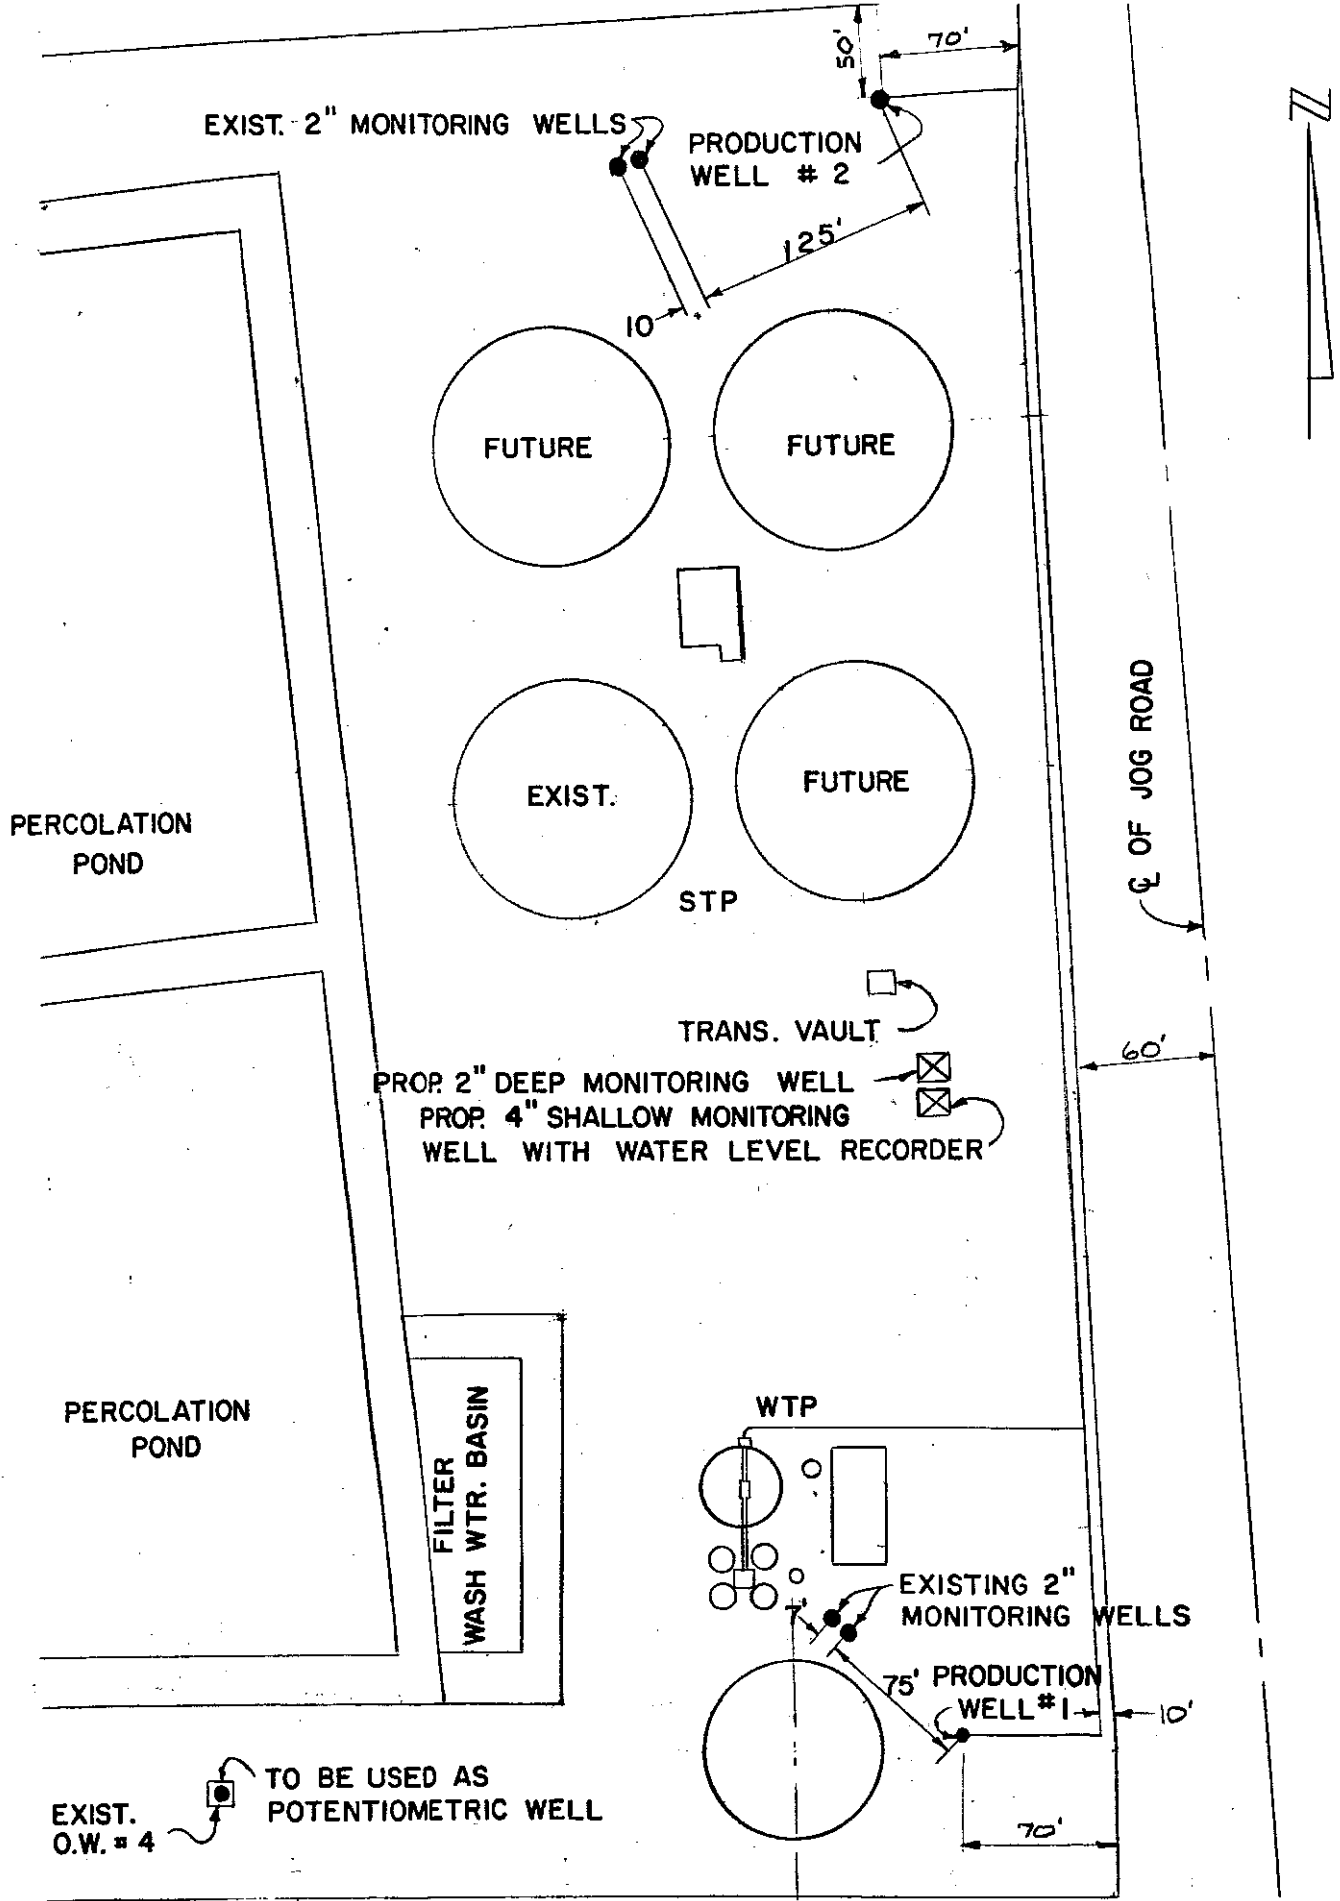 50'
70'
N
EXIST. 2" MONITORING WELLS
PRODUCTION
WELL # 2
125'
10
FUTURE
FUTURE
EXIST.
FUTURE
STP
PERCOLATION
POND
℄ OF JOG ROAD
TRANS. VAULT
60'
PROP. 2" DEEP MONITORING WELL
PROP. 4" SHALLOW MONITORING
WELL WITH WATER LEVEL RECORDER
PERCOLATION
POND
FILTER
WASH WTR. BASIN
WTP
EXISTING 2"
MONITORING WELLS
7'
75'
PRODUCTION
WELL #1
10'
TO BE USED AS
POTENTIOMETRIC WELL
EXIST.
O.W. # 4
70'